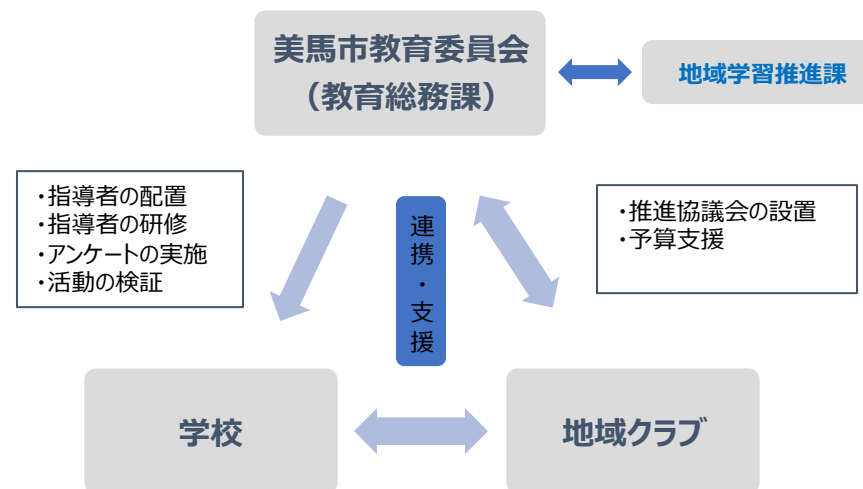 美馬市教育委員会
（教育総務課）
地域学習推進課
・指導者の配置
・指導者の研修
・アンケートの実施
・活動の検証
連携・支援
・推進協議会の設置
・予算支援
学校
地域クラブ